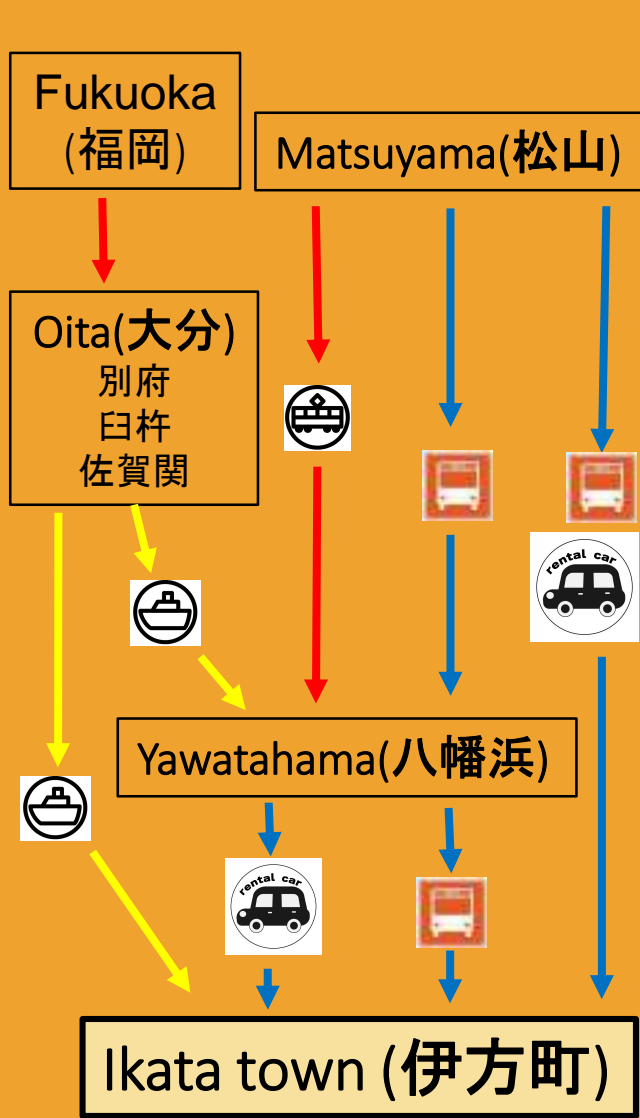 Fukuoka
(福岡)
Matsuyama(松山)
Oita(大分)
別府
臼杵
佐賀関
rental car
Yawatahama(八幡浜)
rental car
Ikata town (伊方町)